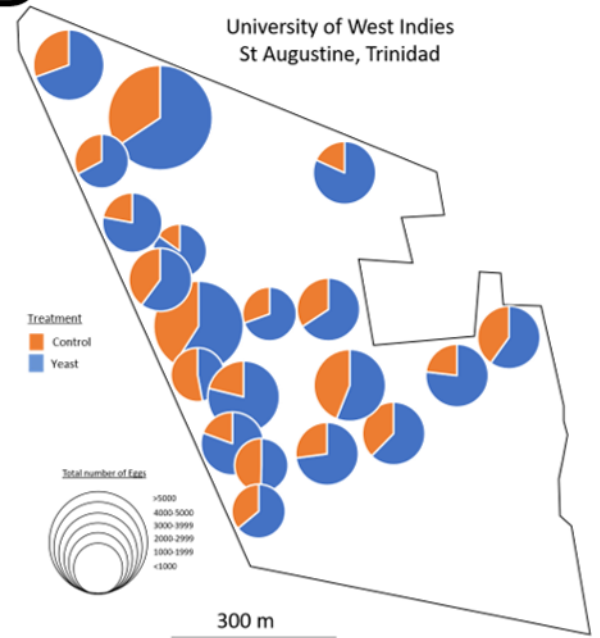 University of West Indies
St Augustine, Trinidad
Treatment
Control
Yeast
Total number of Eggs
>5000
4000-5000
3000-3999
2000-2999
1000-1999
<1000
300 m